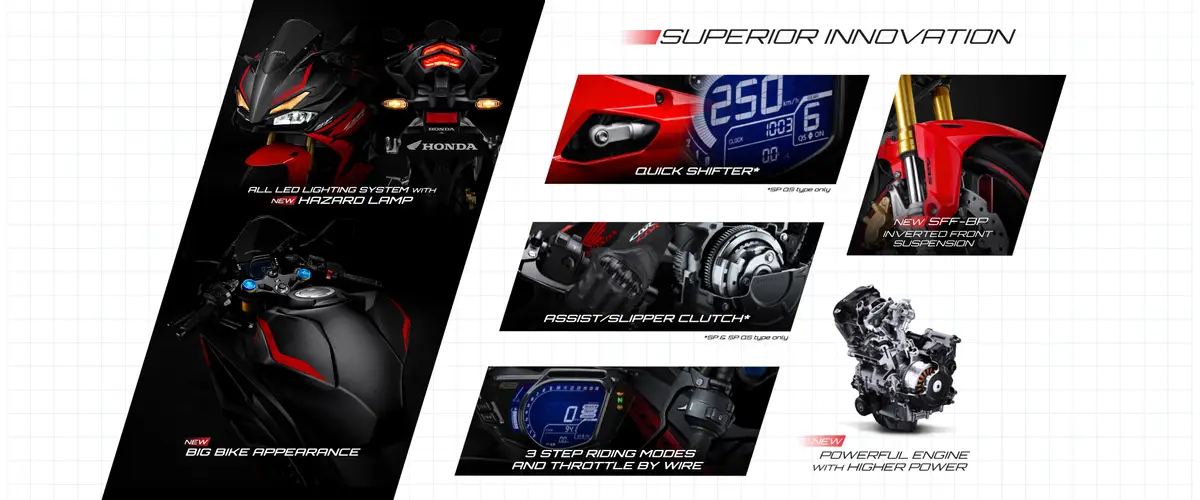 SUPERIOR INNOVATION
HONDA
HONDA
ALL LED LIGHTING SYSTEM WITH
NEW HAZARD LAMP
NEW
BIG BIKE APPEARANCE
250 km/h
6
CLOCK 1003
QS ON
QUICK SHIFTER*
*SP QS type only
NEW SFF-BP
INVERTED FRONT
SUSPENSION
ASSIST/SLIPPER CLUTCH*
*SP & SP QS type only
0
N
3 STEP RIDING MODES
AND THROTTLE BY WIRE
NEW
POWERFUL ENGINE
WITH HIGHER POWER